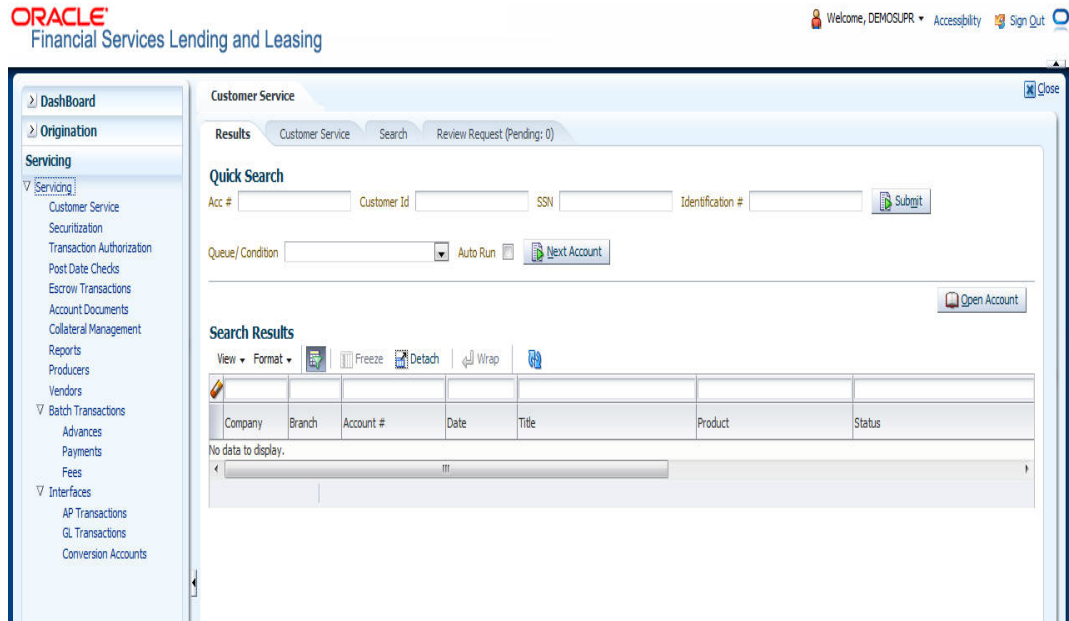 ORACLE'
Financial Services Lending and Leasing
Welcome, DEMOSUPR Accessibility Sign Out
Close
DashBoard
Origination
Servicing
Servicing
Customer Service
Securitization
Transaction Authorization
Post Date Checks
Escrow Transactions
Account Documents
Collateral Management
Reports
Producers
Vendors
Batch Transactions
Advances
Payments
Fees
Interfaces
AP Transactions
GL Transactions
Conversion Accounts
Customer Service
Results Customer Service Search Review Request (Pending: 0)
Quick Search
Acc # Customer Id SSN Identification # Submit
Queue/ Condition Auto Run Next Account
Open Account
Search Results
View Format Freeze Detach Wrap
Company Branch Account # Date Title Product Status
No data to display.